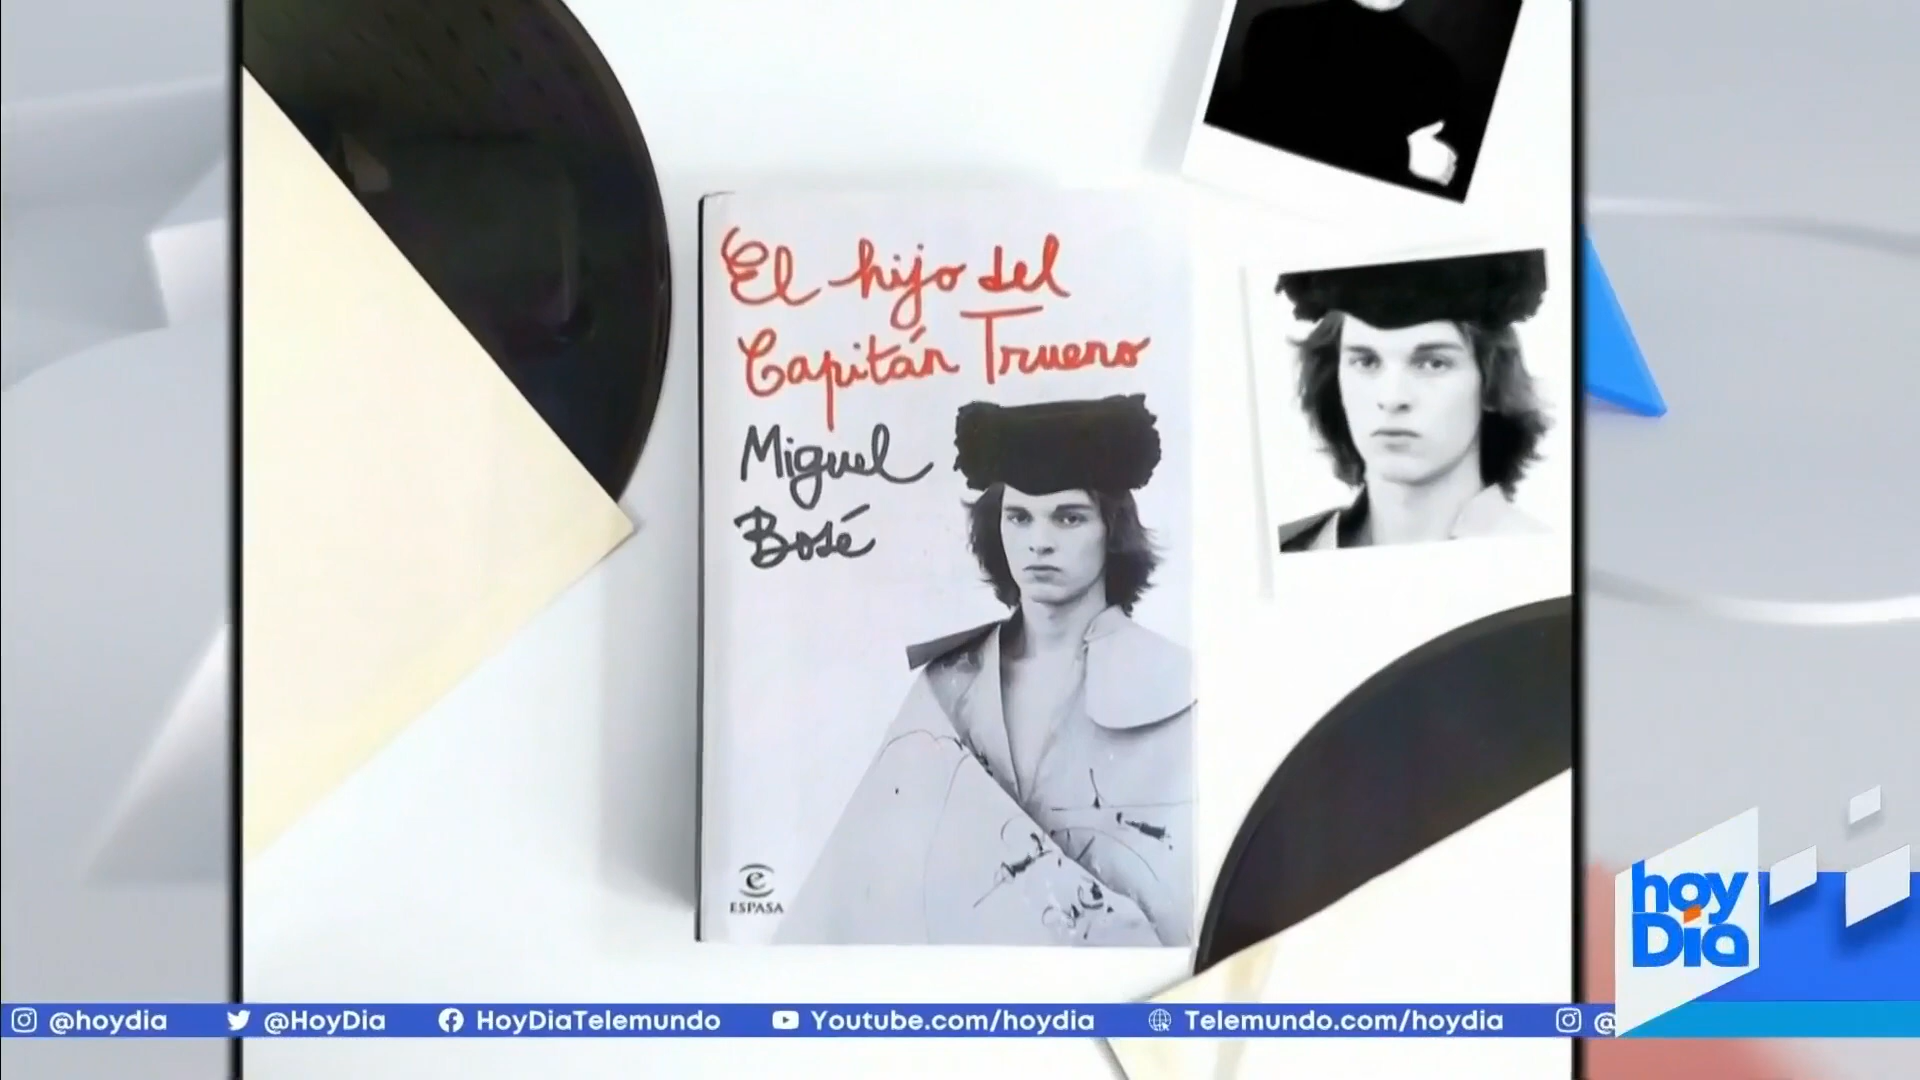 El hijo del
Capitán Trueno
Miguel
Bosé
e
ESPASA
hoy
Día
@hoydia
@HoyDia
HoyDiaTelemundo
Youtube.com/hoydia
Telemundo.com/hoydia
@